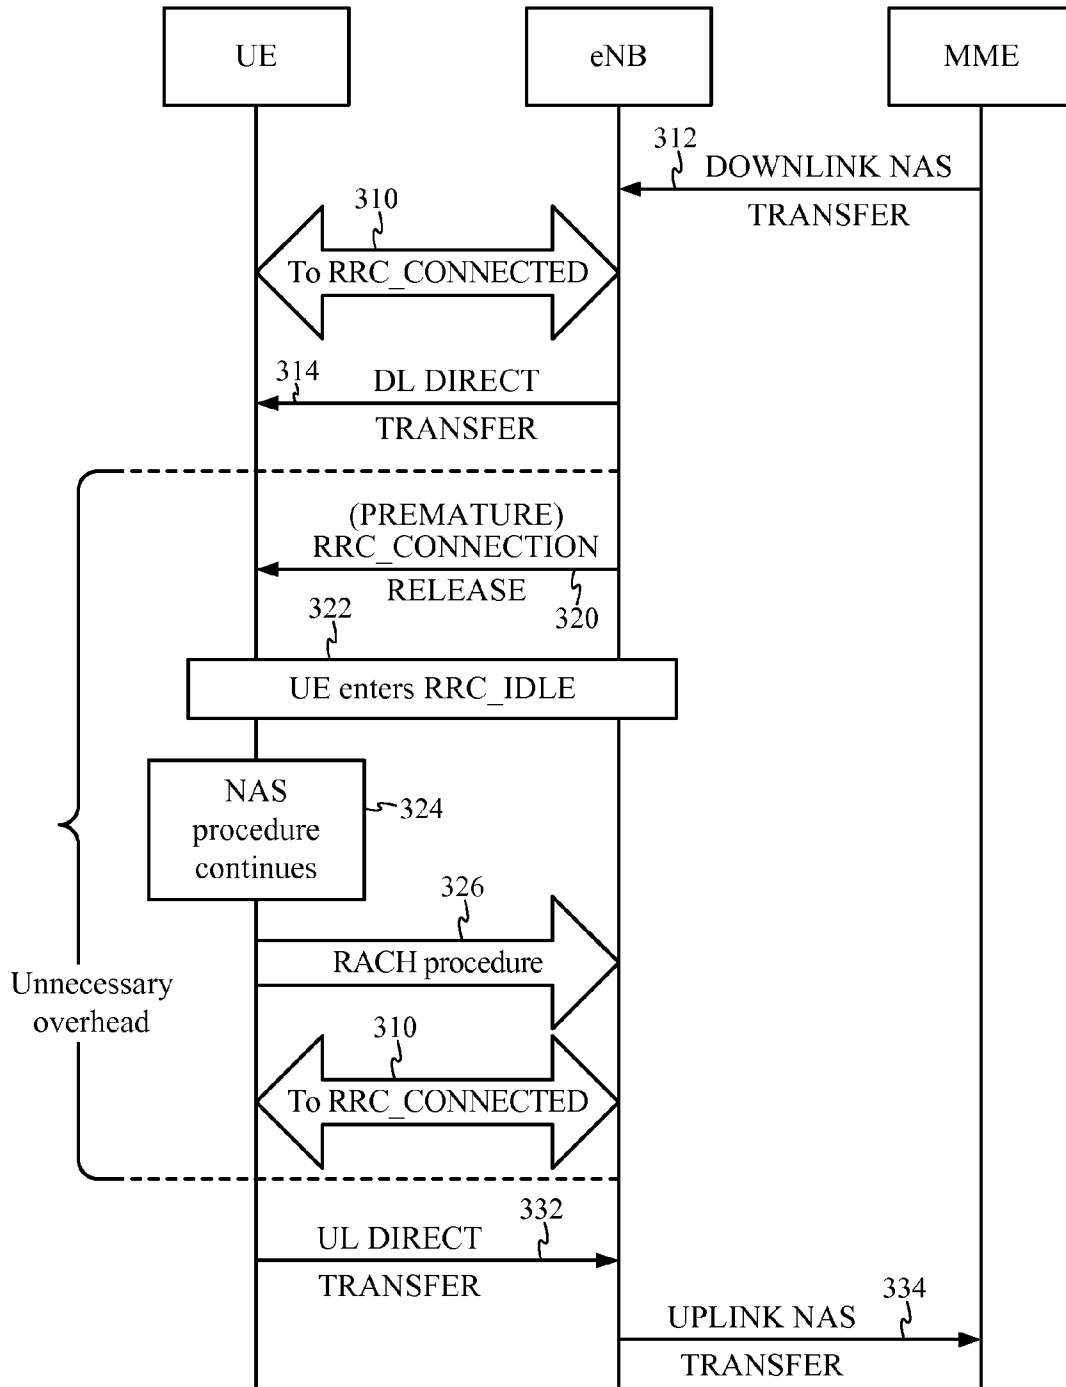 UE
eNB
MME
312
DOWNLINK NAS
TRANSFER
310
To RRC_CONNECTED
314
DL DIRECT
TRANSFER
(PREMATURE)
RRC_CONNECTION
RELEASE
320
322
UE enters RRC_IDLE
NAS
procedure
continues
324
326
RACH procedure
Unnecessary
overhead
310
To RRC_CONNECTED
332
UL DIRECT
TRANSFER
334
UPLINK NAS
TRANSFER